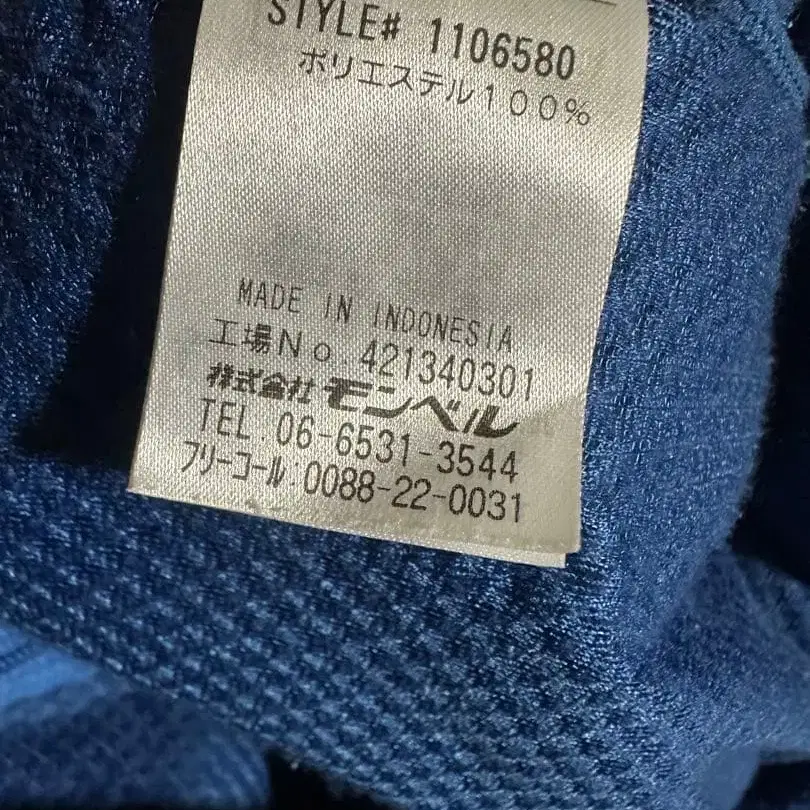 STYLE# 1106580
ポリエステル100%
MADE IN INDONESIA
工場No. 421340301
株式会社 モンベル
TEL:06-6531-3544
フリーコール:0088-22-0031